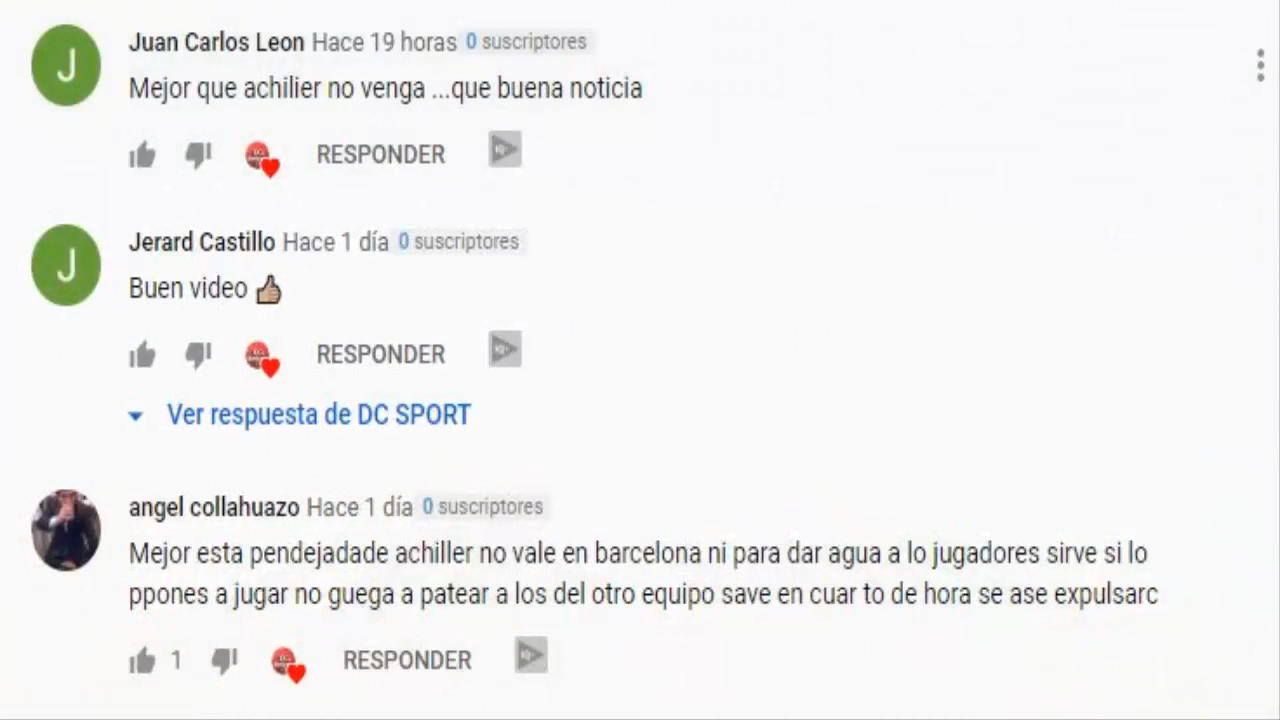 J
Juan Carlos Leon Hace 19 horas 0 suscriptores
Mejor que achilier no venga ...que buena noticia
RESPONDER
J
Jerard Castillo Hace 1 día 0 suscriptores
Buen video 👍
RESPONDER
Ver respuesta de DC SPORT
angel collahuazo Hace 1 día 0 suscriptores
Mejor esta pendejadade achiller no vale en barcelona ni para dar agua a lo jugadores sirve si lo
ppones a jugar no guega a patear a los del otro equipo save en cuar to de hora se ase expulsarc
1 RESPONDER